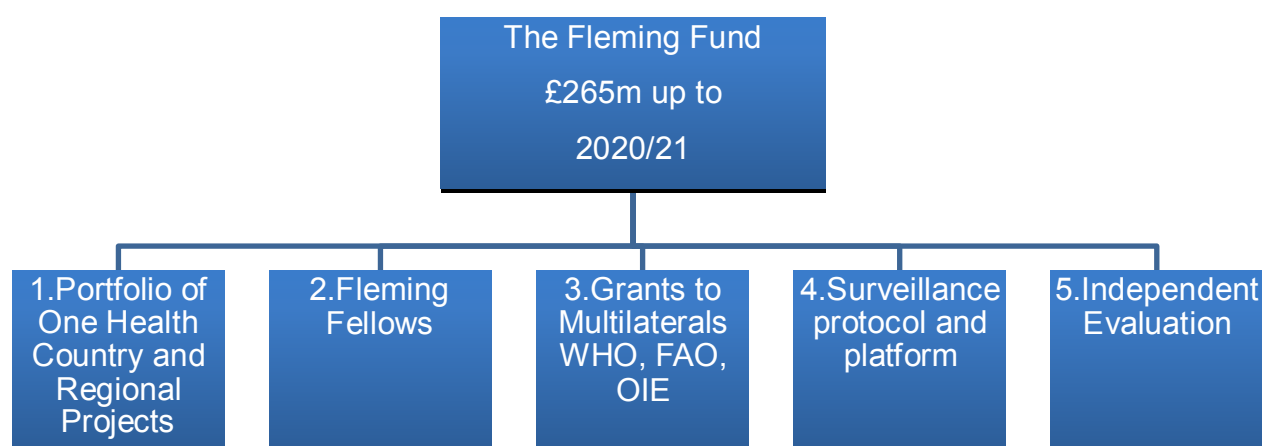 The Fleming Fund
£265m up to
2020/21
1.Portfolio of
One Health
Country and
Regional
Projects
2.Fleming
Fellows
3.Grants to
Multilaterals
WHO, FAO,
OIE
4.Surveillance
protocol and
platform
5.Independent
Evaluation